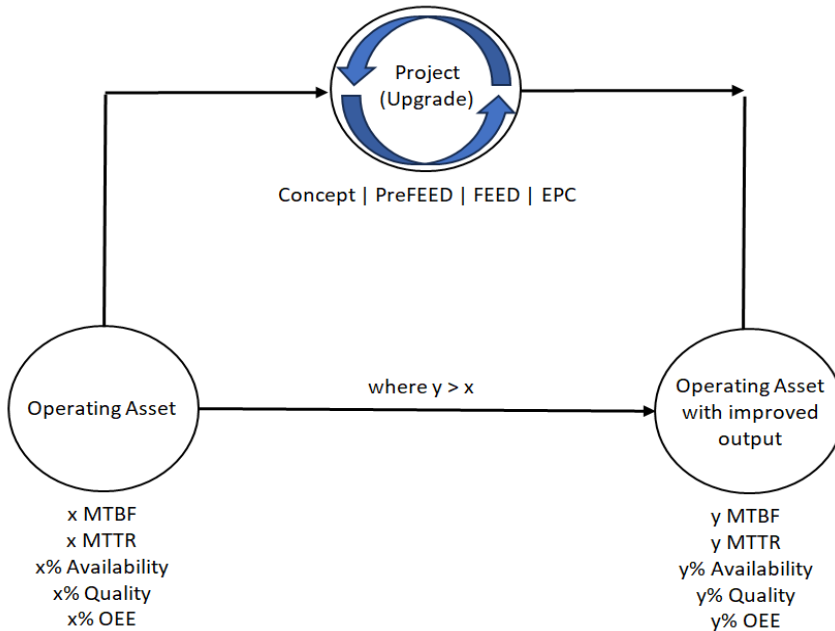 Project
(Upgrade)
Concept | PreFEED | FEED | EPC
Operating Asset
where y > x
Operating Asset
with improved
output
x MTBF
x MTTR
x% Availability
x% Quality
x% OEE
y MTBF
y MTTR
y% Availability
y% Quality
y% OEE